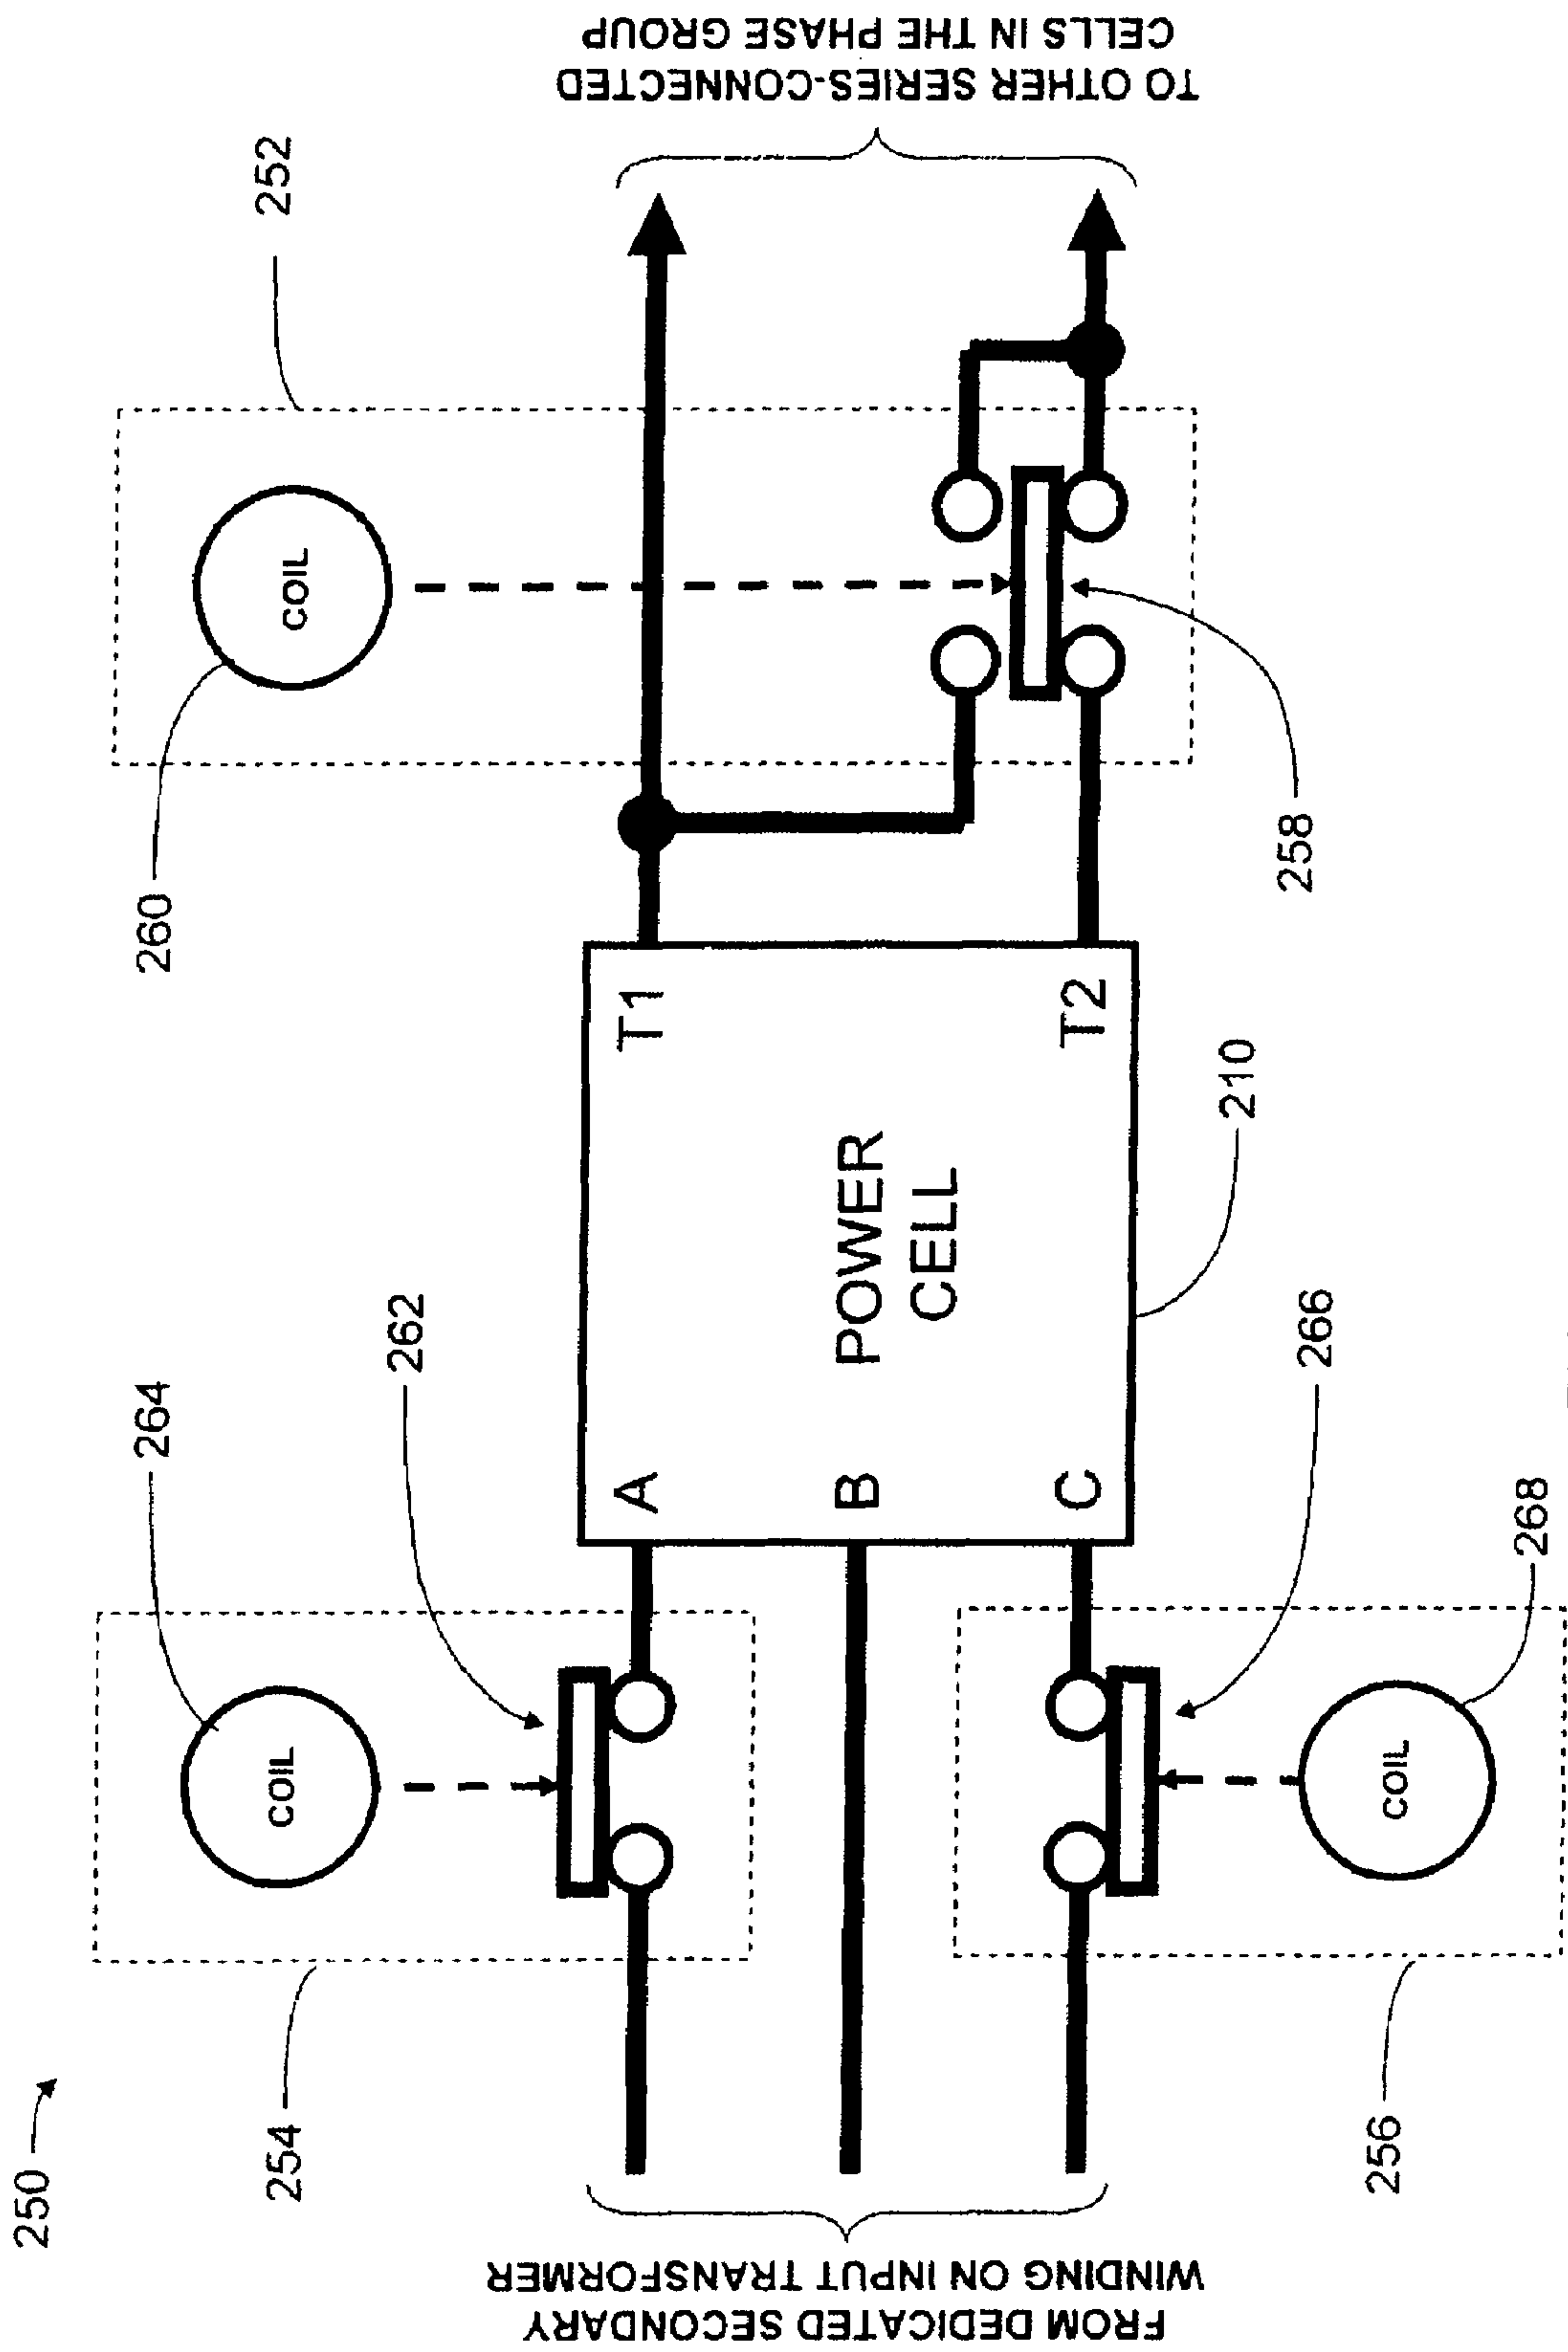 250
254
264
262
260
252
FROM DEDICATED SECONDARY
WINDING ON INPUT TRANSFORMER
COIL
COIL
A
B
C
POWER
CELL
T1
T2
TO OTHER SERIES-CONNECTED
CELLS IN THE PHASE GROUP
COIL
256
268
266
210
258